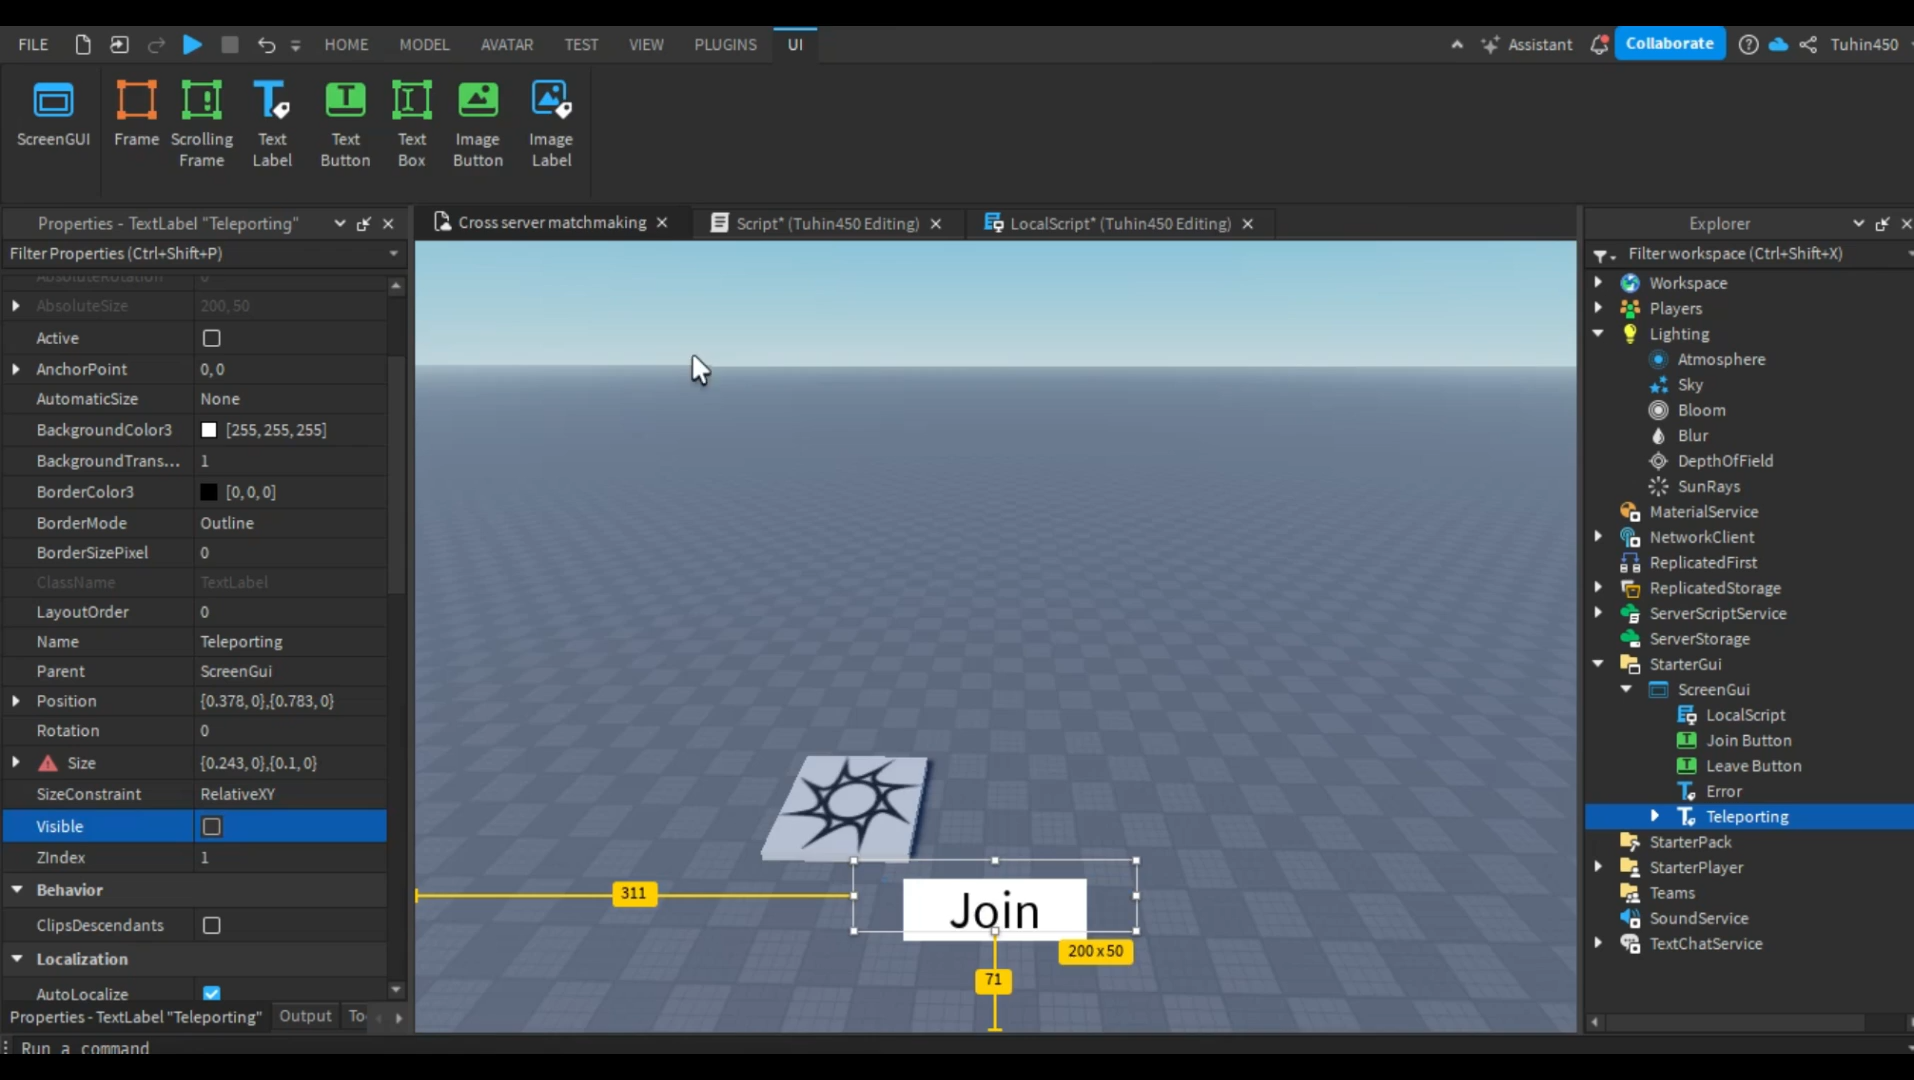 FILE HOME MODEL AVATAR TEST VIEW PLUGINS UI Assistant Collaborate Tuhin450
ScreenGUI Frame Scrolling Frame Text Label Text Button Text Box Image Button Image Label
Properties - TextLabel "Teleporting"
Filter Properties (Ctrl+Shift+P)
AbsoluteRotation 0
AbsoluteSize 200, 50
Active
AnchorPoint 0, 0
AutomaticSize None
BackgroundColor3 [255, 255, 255]
BackgroundTrans... 1
BorderColor3 [0, 0, 0]
BorderMode Outline
BorderSizePixel 0
ClassName TextLabel
LayoutOrder 0
Name Teleporting
Parent ScreenGui
Position {0.378, 0},{0.783, 0}
Rotation 0
Size {0.243, 0},{0.1, 0}
SizeConstraint RelativeXY
Visible
ZIndex 1
Behavior
ClipsDescendants
Localization
AutoLocalize
Properties - TextLabel "Teleporting" Output To
Run a command
Cross server matchmaking Script* (Tuhin450 Editing) LocalScript* (Tuhin450 Editing)
311
Join
200 x 50
71
Explorer
Filter workspace (Ctrl+Shift+X)
Workspace
Players
Lighting
Atmosphere
Sky
Bloom
Blur
DepthOfField
SunRays
MaterialService
NetworkClient
ReplicatedFirst
ReplicatedStorage
ServerScriptService
ServerStorage
StarterGui
ScreenGui
LocalScript
Join Button
Leave Button
Error
Teleporting
StarterPack
StarterPlayer
Teams
SoundService
TextChatService